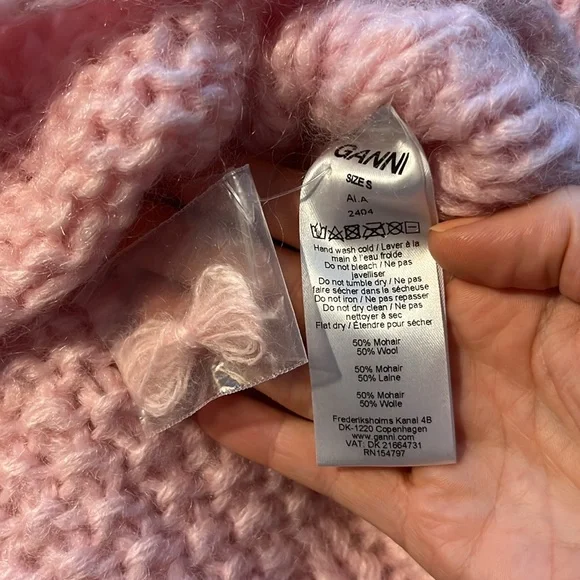 GANNI
SIZE S
AI.A
2404
Hand wash cold / Laver à la
main à l'eau froide
Do not bleach / Ne pas
javelliser
Do not tumble dry / Ne pas
faire sécher dans la sécheuse
Do not iron / Ne pas repasser
Do not dry clean / Ne pas
nettoyer à sec
Flat dry / Étendre pour sécher
50% Mohair
50% Wool
50% Mohair
50% Laine
50% Mohair
50% Wolle
Frederiksholms Kanal 4B
DK-1220 Copenhagen
www.ganni.com
VAT: DK 21664731
RN154797